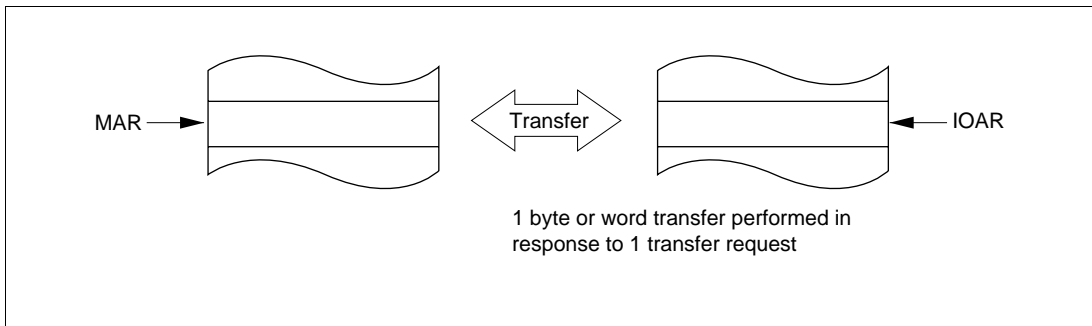 MAR
Transfer
IOAR
1 byte or word transfer performed in
response to 1 transfer request